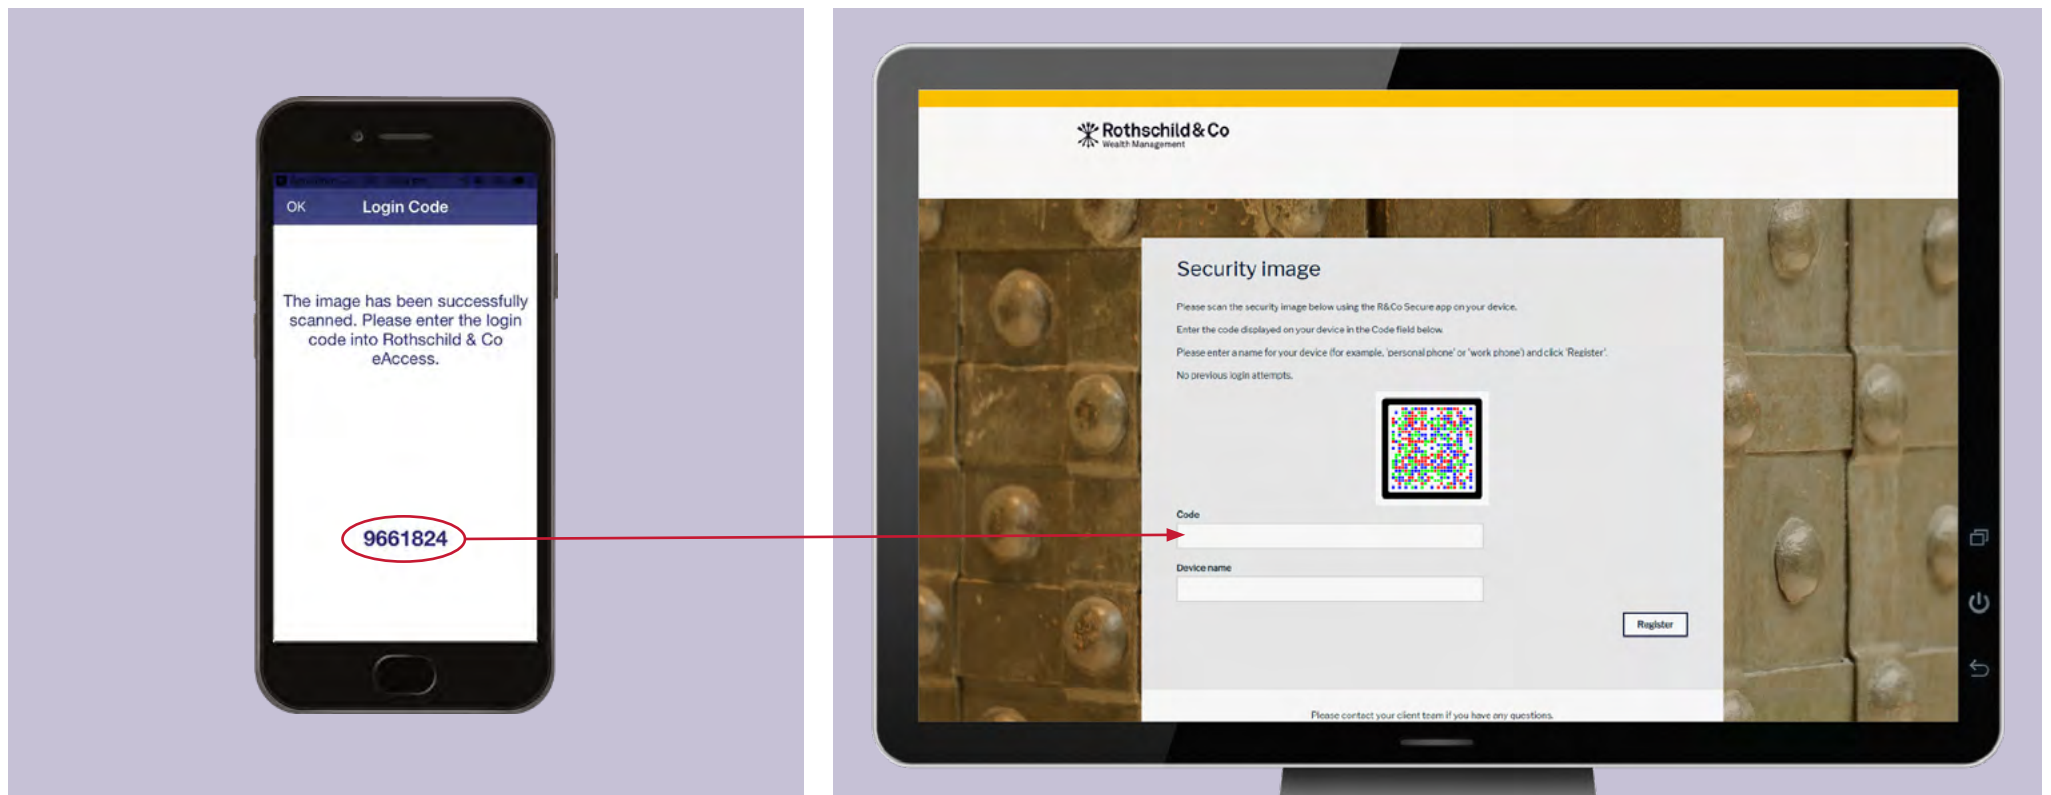 OK Login Code
The image has been successfully
scanned. Please enter the login
code into Rothschild & Co
eAccess.
9661824
Rothschild & Co
Wealth Management
Security image
Please scan the security image below using the R&Co Secure app on your device.
Enter the code displayed on your device in the Code field below.
Please enter a name for your device (for example, 'personal phone' or 'work phone') and click 'Register'.
No previous login attempts.
Code
Device name
Register
Please contact your client team if you have any questions.